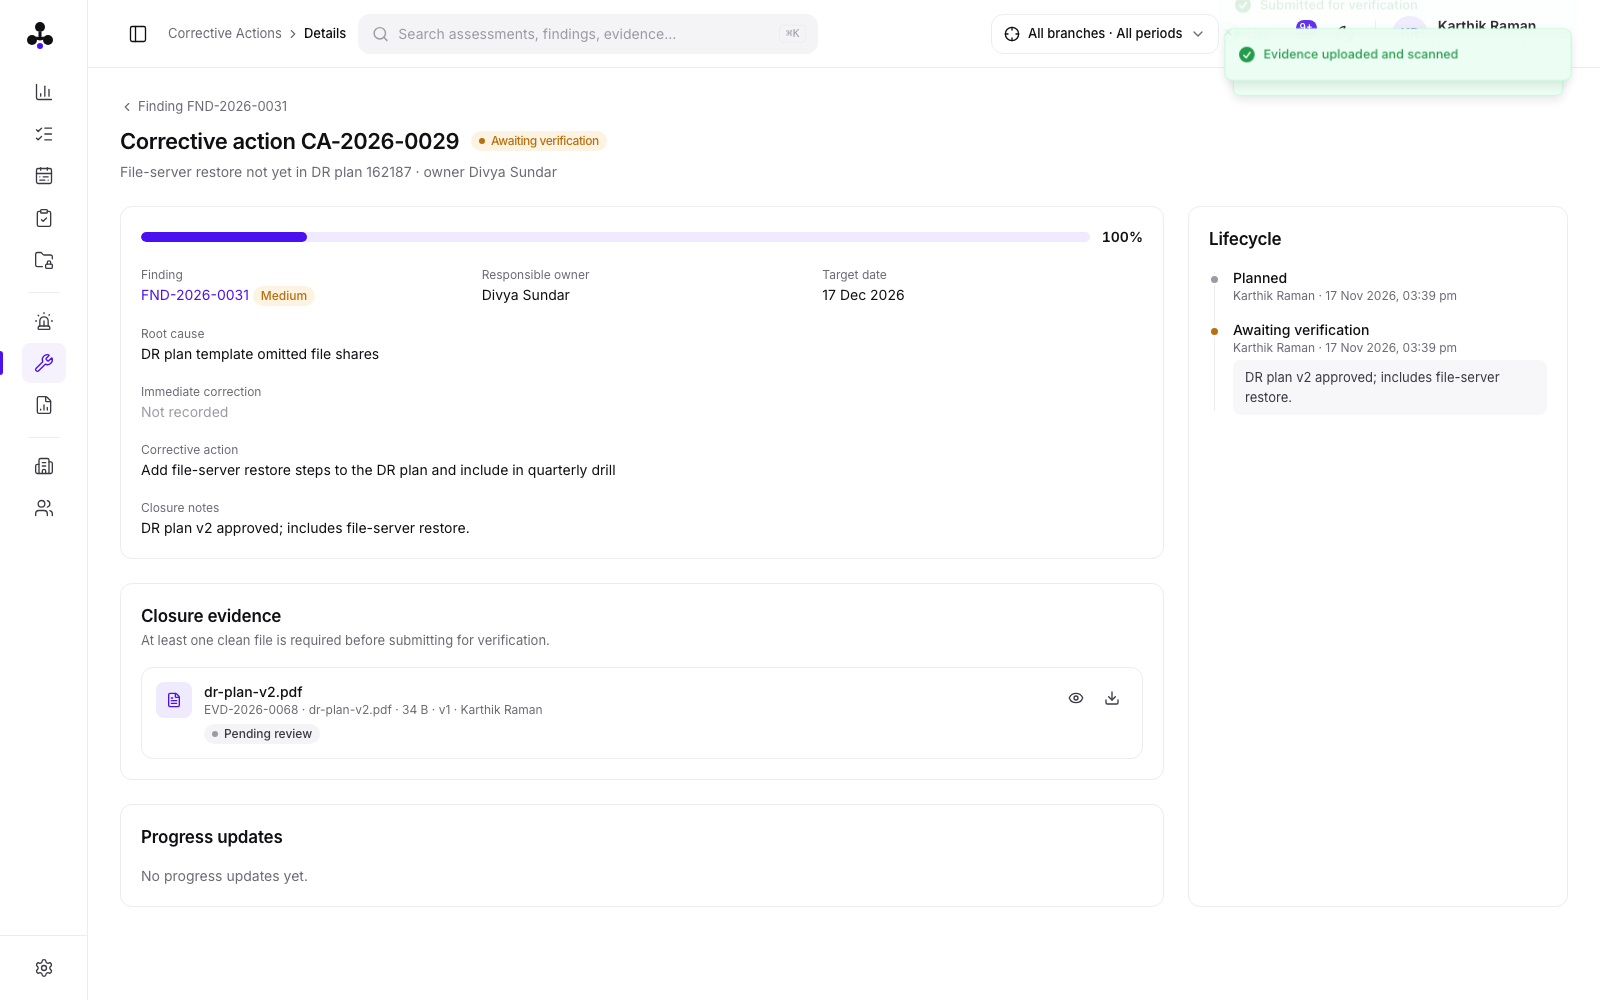 Corrective Actions > Details
Search assessments, findings, evidence...
⌘K
All branches · All periods
Submitted for verification
9+
Karthik Raman
Evidence uploaded and scanned
Finding FND-2026-0031
Corrective action CA-2026-0029
Awaiting verification
File-server restore not yet in DR plan 162187 · owner Divya Sundar
100%
Finding
FND-2026-0031 Medium
Responsible owner
Divya Sundar
Target date
17 Dec 2026
Root cause
DR plan template omitted file shares
Immediate correction
Not recorded
Corrective action
Add file-server restore steps to the DR plan and include in quarterly drill
Closure notes
DR plan v2 approved; includes file-server restore.
Lifecycle
Planned
Karthik Raman · 17 Nov 2026, 03:39 pm
Awaiting verification
Karthik Raman · 17 Nov 2026, 03:39 pm
DR plan v2 approved; includes file-server
restore.
Closure evidence
At least one clean file is required before submitting for verification.
dr-plan-v2.pdf
EVD-2026-0068 · dr-plan-v2.pdf · 34 B · v1 · Karthik Raman
Pending review
Progress updates
No progress updates yet.